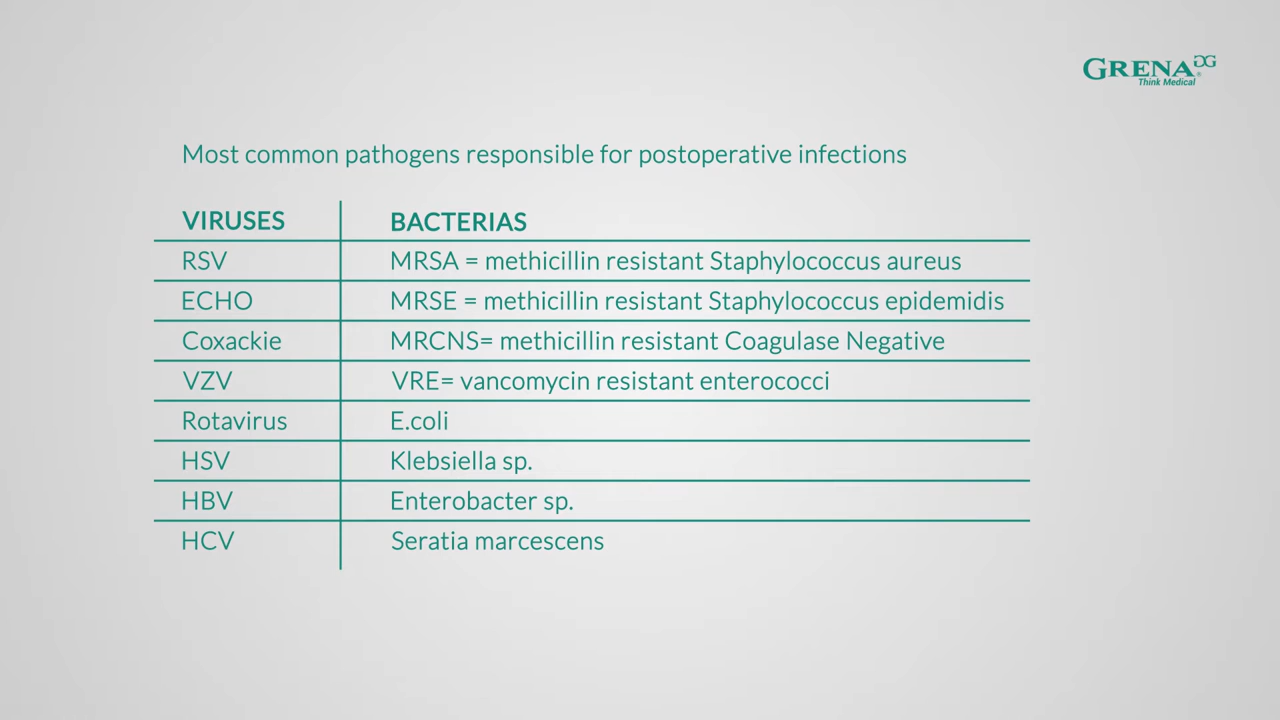 GRENA
Think Medical
Most common pathogens responsible for postoperative infections
VIRUSES BACTERIAS
RSV MRSA = methicillin resistant Staphylococcus aureus
ECHO MRSE = methicillin resistant Staphylococcus epidemidis
Coxackie MRCNS= methicillin resistant Coagulase Negative
VZV VRE= vancomycin resistant enterococci
Rotavirus E.coli
HSV Klebsiella sp.
HBV Enterobacter sp.
HCV Seratia marcescens